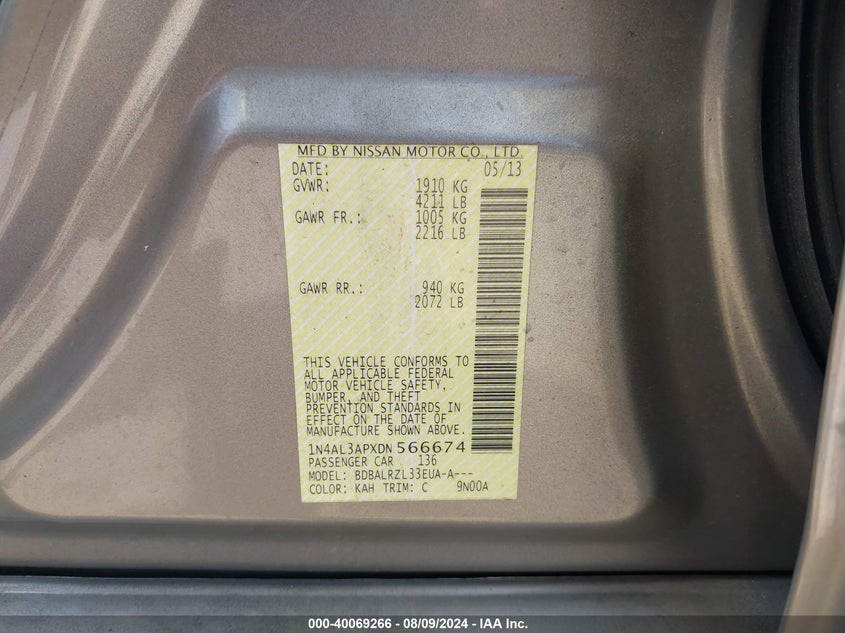 MFD BY NISSAN MOTOR CO., LTD.
DATE: 05/13
GVWR: 1910 KG
4211 LB
GAWR FR.: 1005 KG
2216 LB
GAWR RR.: 940 KG
2072 LB
THIS VEHICLE CONFORMS TO
ALL APPLICABLE FEDERAL
MOTOR VEHICLE SAFETY,
BUMPER, AND THEFT
PREVENTION STANDARDS IN
EFFECT ON THE DATE OF
MANUFACTURE SHOWN ABOVE.
1N4AL3APXDN566674
PASSENGER CAR 136
MODEL: BDBALRZL33EUA-A---
COLOR: KAH TRIM: C 9N00A
000-40069266 - 08/09/2024 - IAA Inc.